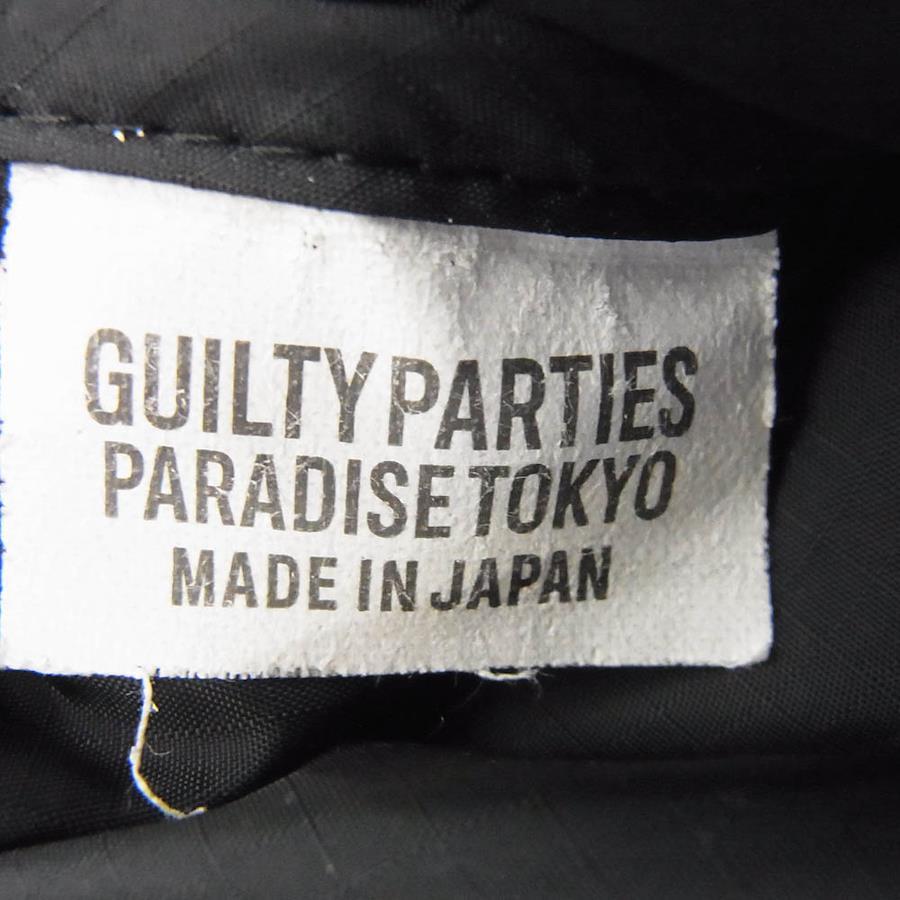 GUILTY PARTIES
PARADISE TOKYO
MADE IN JAPAN